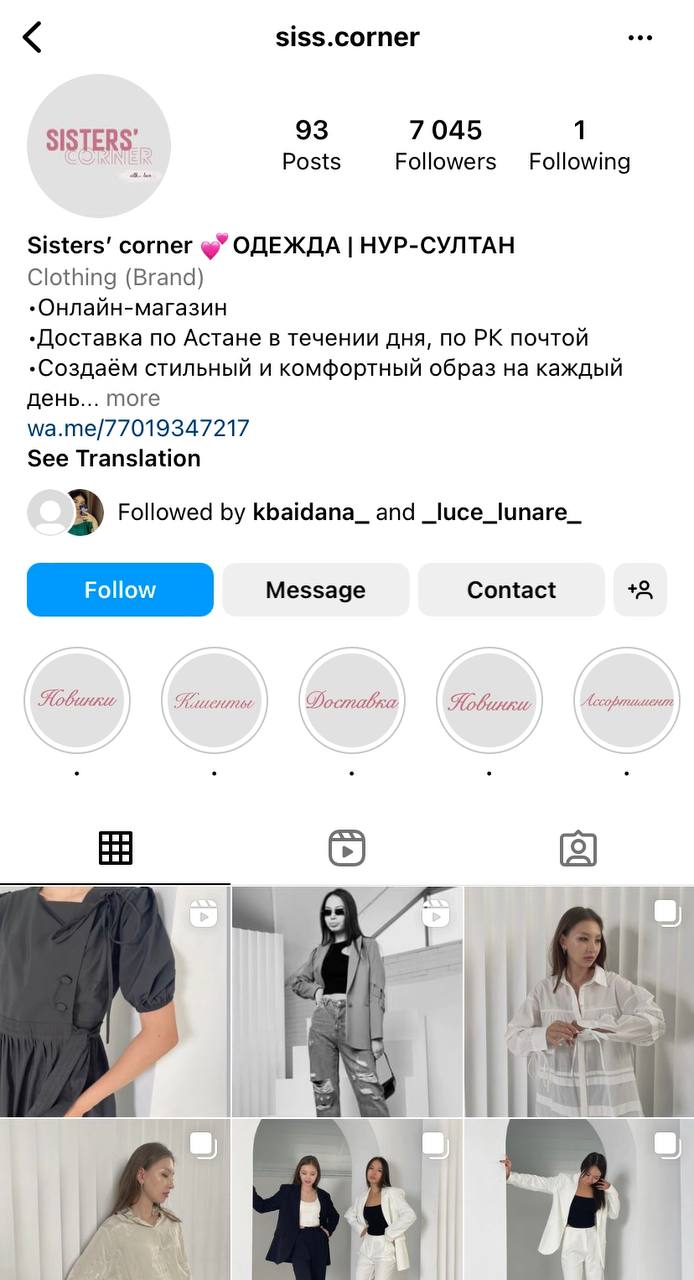 siss.corner
SISTERS'
CORNER
93
Posts
7 045
Followers
1
Following
Sisters' corner 💕ОДЕЖДА | НУР-СУЛТАН
Clothing (Brand)
•Онлайн-магазин
•Доставка по Астане в течении дня, по РК почтой
•Создаём стильный и комфортный образ на каждый
день... more
wa.me/77019347217
See Translation
Followed by kbaidana_ and _luce_lunare_
Follow
Message
Contact
Новинки
Клиенты
Доставка
Новинки
Ассортимент